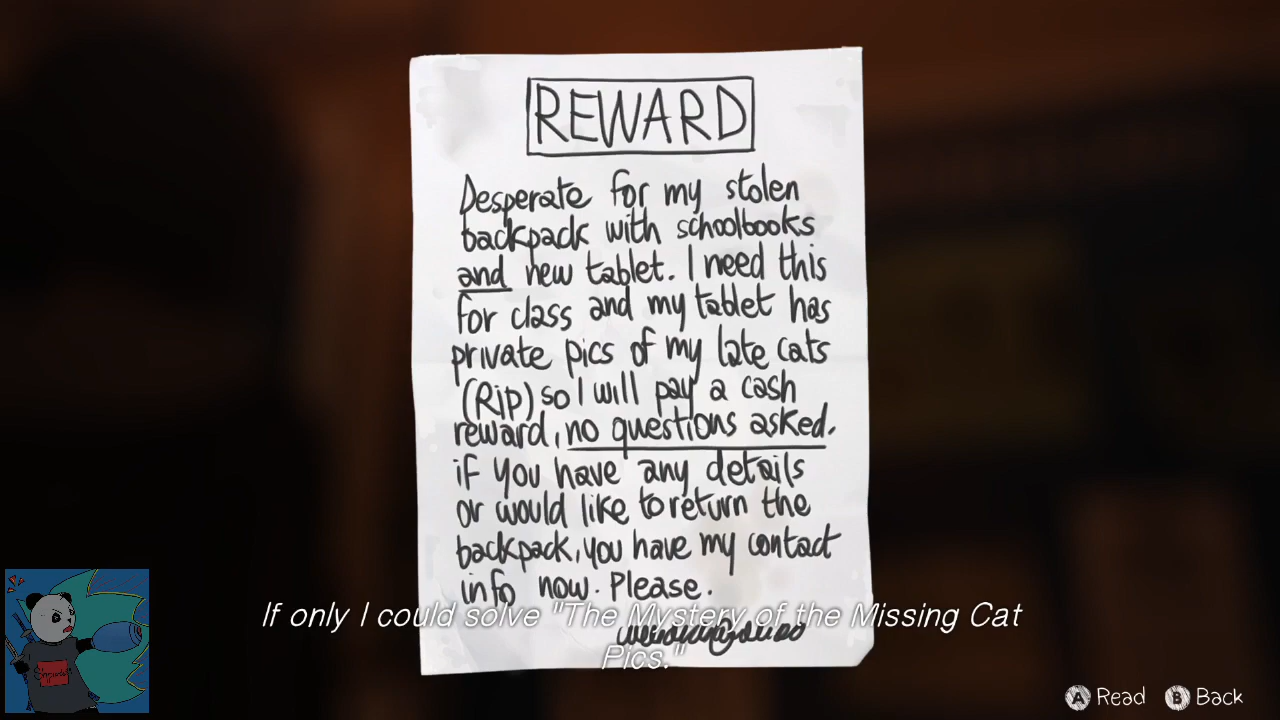 REWARD
Desperate for my stolen
backpack with schoolbooks
and new tablet. I need this
for class and my tablet has
private pics of my late cats
(Rip) so I will pay a cash
reward, no questions asked.
if you have any details
or would like to return the
backpack, you have my contact
info now. Please.
If only I could solve "The Mystery of the Missing Cat
Pics."
A Read B Back